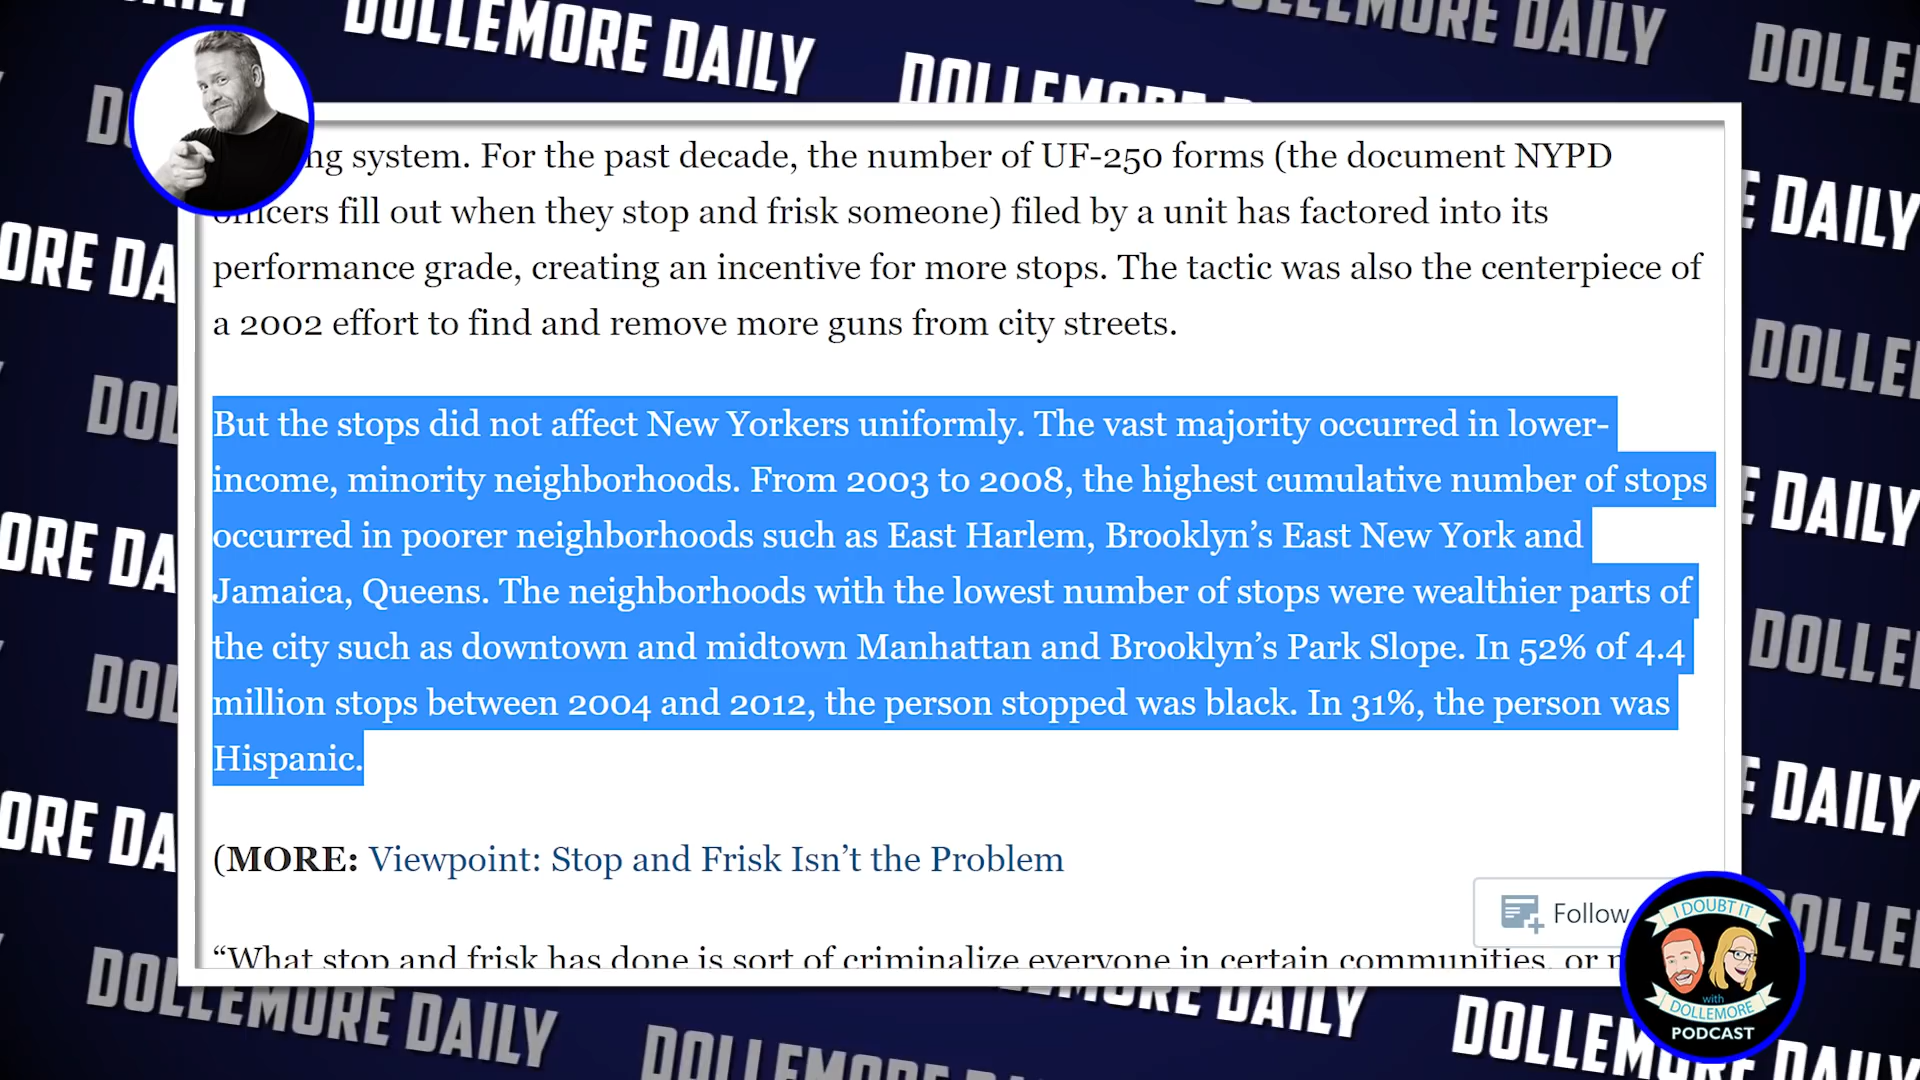 DOLLEMORE DAILY
DOLLEMORE DAILY
ng system. For the past decade, the number of UF-250 forms (the document NYPD
officers fill out when they stop and frisk someone) filed by a unit has factored into its
performance grade, creating an incentive for more stops. The tactic was also the centerpiece of
a 2002 effort to find and remove more guns from city streets.
But the stops did not affect New Yorkers uniformly. The vast majority occurred in lower-
income, minority neighborhoods. From 2003 to 2008, the highest cumulative number of stops
occurred in poorer neighborhoods such as East Harlem, Brooklyn’s East New York and
Jamaica, Queens. The neighborhoods with the lowest number of stops were wealthier parts of
the city such as downtown and midtown Manhattan and Brooklyn’s Park Slope. In 52% of 4.4
million stops between 2004 and 2012, the person stopped was black. In 31%, the person was
Hispanic.
(MORE: Viewpoint: Stop and Frisk Isn’t the Problem
Follow
“What stop and frisk has done is sort of criminalize everyone in certain communities, or
I DOUBT IT
with
DOLLEMORE
PODCAST
DOLLEMORE DAILY